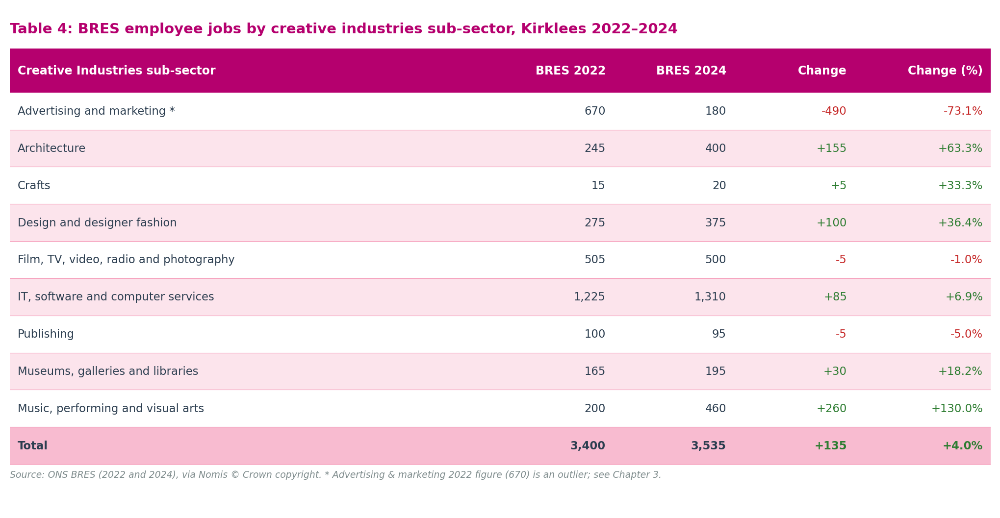 Table 4: BRES employee jobs by creative industries sub-sector, Kirklees 2022–2024
Creative Industries sub-sector BRES 2022 BRES 2024 Change Change (%)
Advertising and marketing * 670 180 -490 -73.1%
Architecture 245 400 +155 +63.3%
Crafts 15 20 +5 +33.3%
Design and designer fashion 275 375 +100 +36.4%
Film, TV, video, radio and photography 505 500 -5 -1.0%
IT, software and computer services 1,225 1,310 +85 +6.9%
Publishing 100 95 -5 -5.0%
Museums, galleries and libraries 165 195 +30 +18.2%
Music, performing and visual arts 200 460 +260 +130.0%
Total 3,400 3,535 +135 +4.0%
Source: ONS BRES (2022 and 2024), via Nomis © Crown copyright. * Advertising & marketing 2022 figure (670) is an outlier; see Chapter 3.